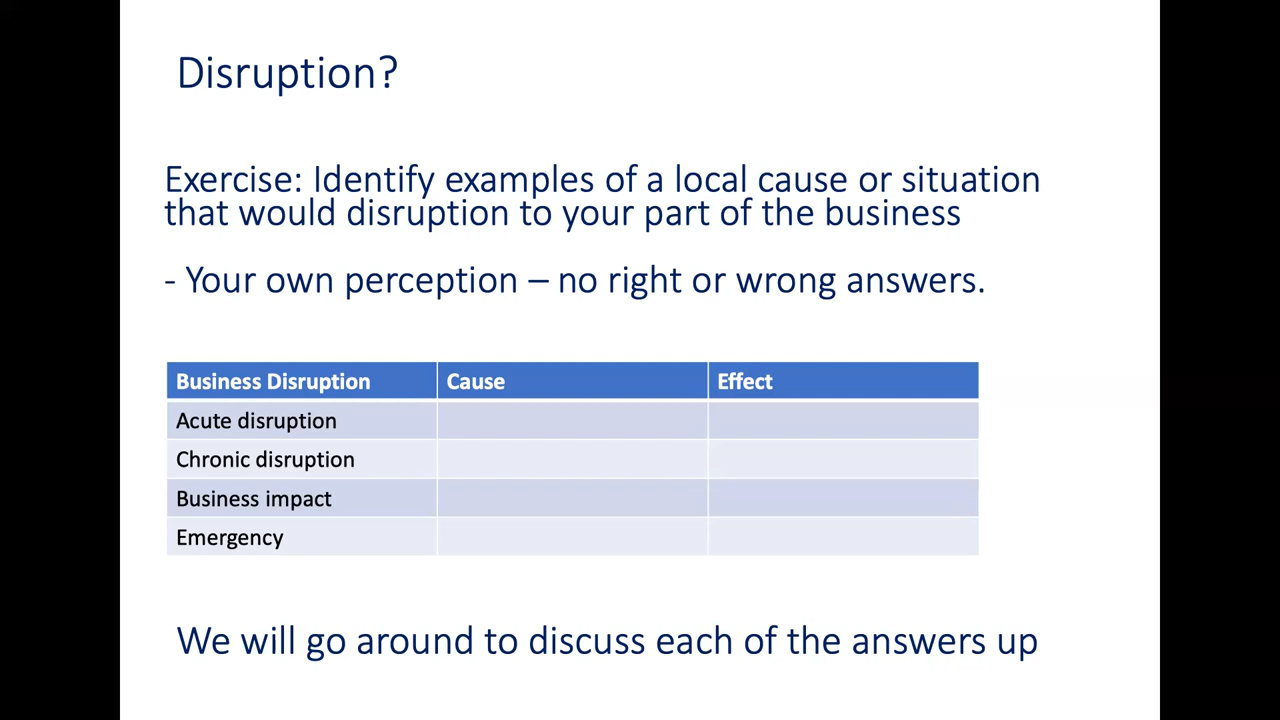 Disruption?
Exercise: Identify examples of a local cause or situation
that would disruption to your part of the business
- Your own perception – no right or wrong answers.
Business Disruption Cause Effect
Acute disruption
Chronic disruption
Business impact
Emergency
We will go around to discuss each of the answers up